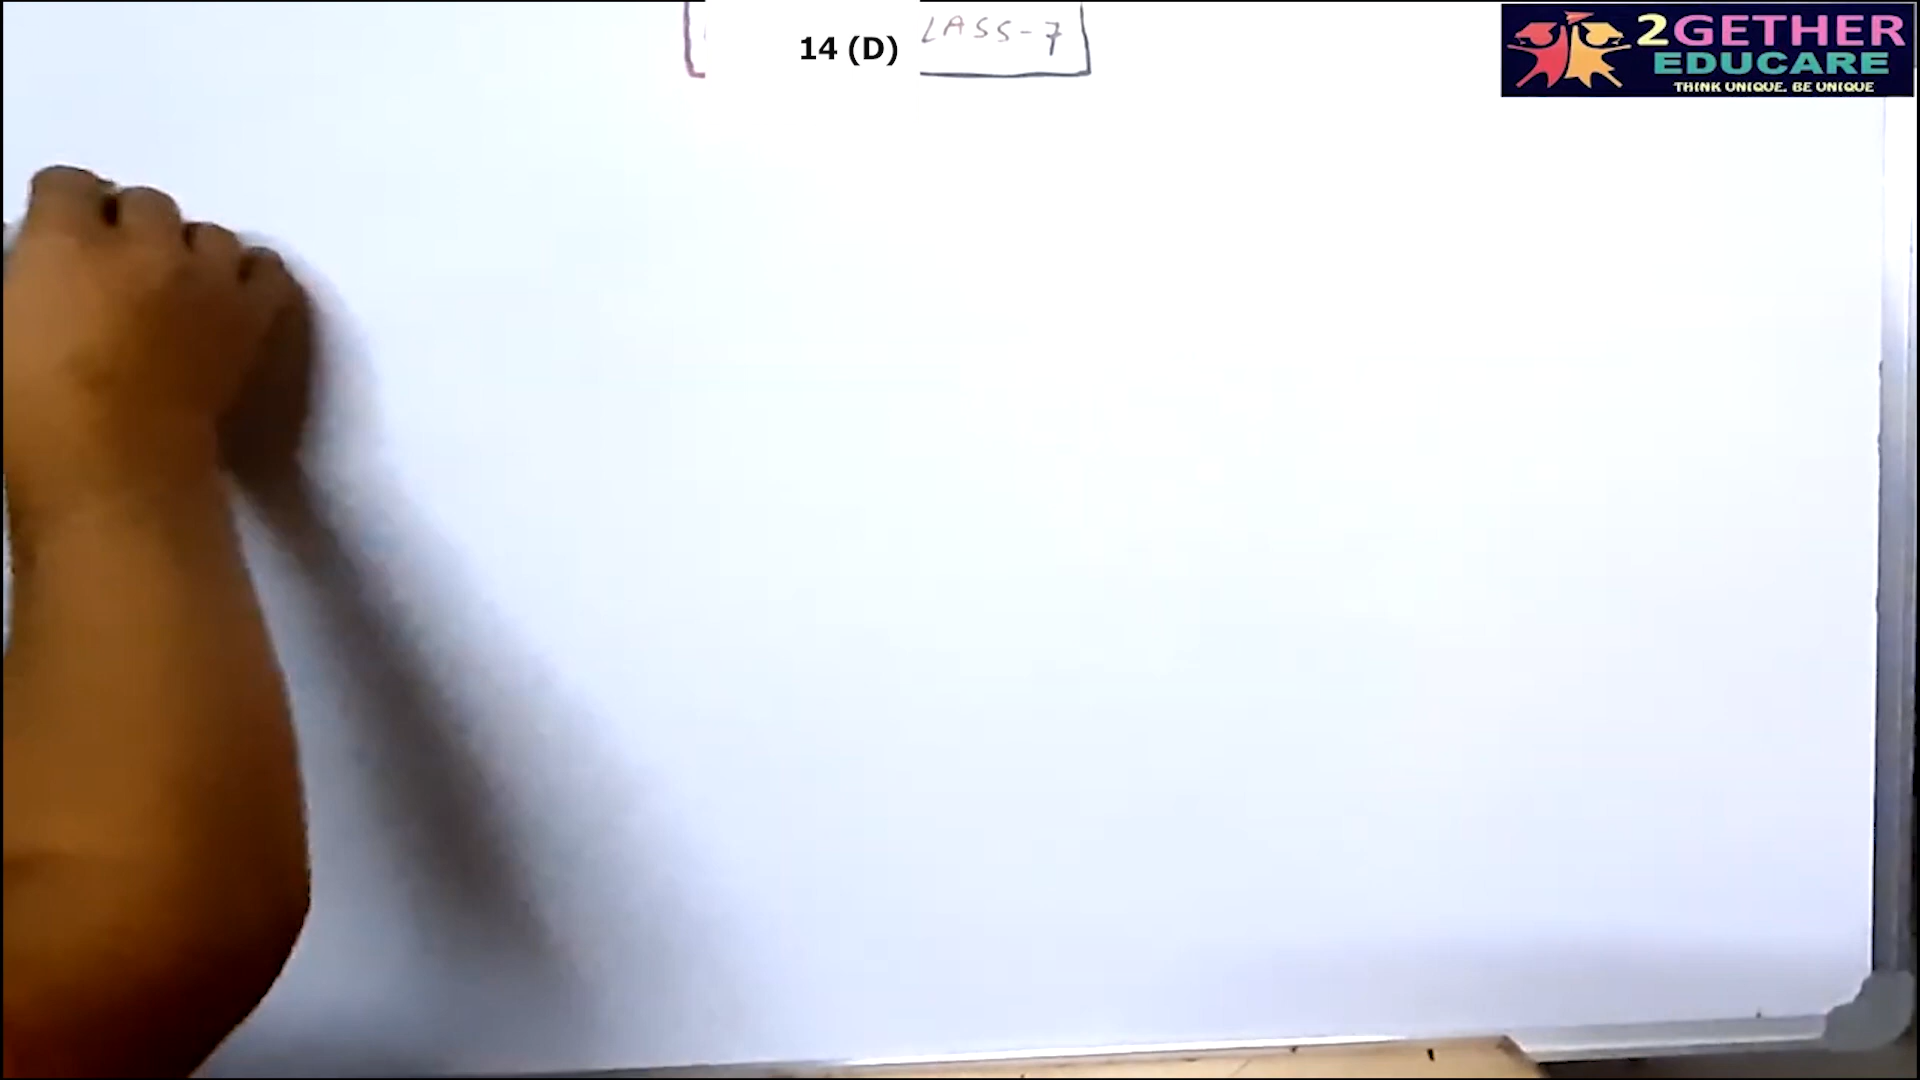 LASS-7
14 (D)
2GETHER
EDUCARE
THINK UNIQUE. BE UNIQUE